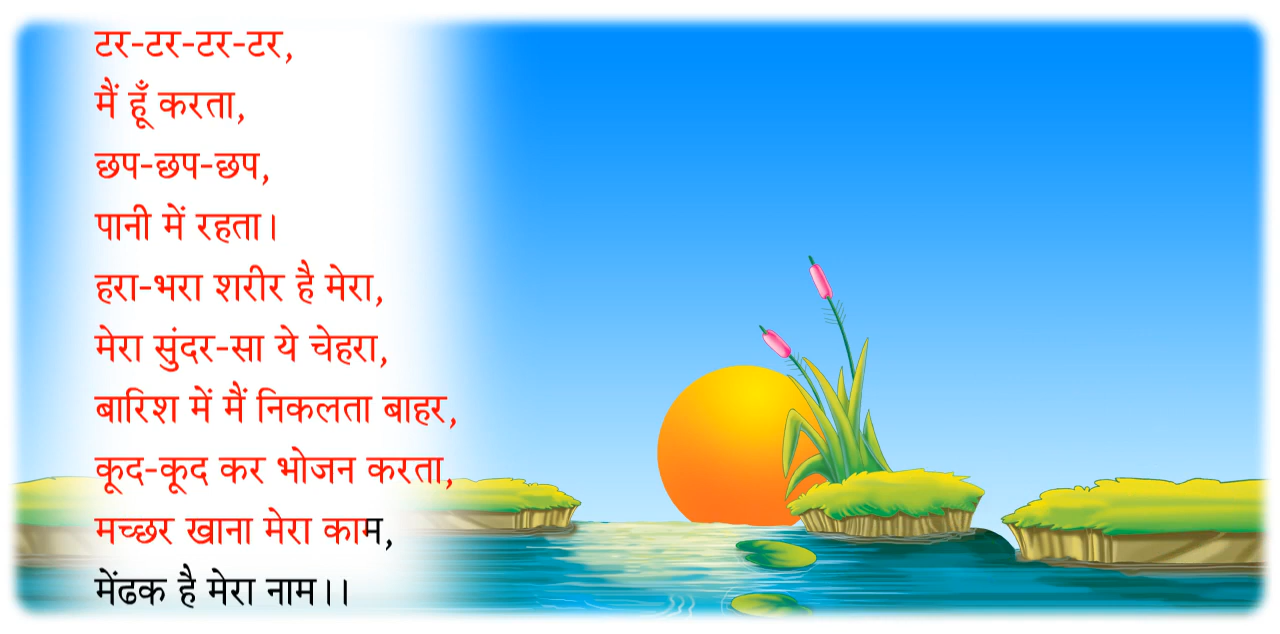 टर-टर-टर-टर,
मैं हूँ करता,
छप-छप-छप,
पानी में रहता।
हरा-भरा शरीर है मेरा,
मेरा सुंदर-सा ये चेहरा,
बारिश में मैं निकलता बाहर,
कूद-कूद कर भोजन करता,
मच्छर खाना मेरा काम,
मेंढक है मेरा नाम।।